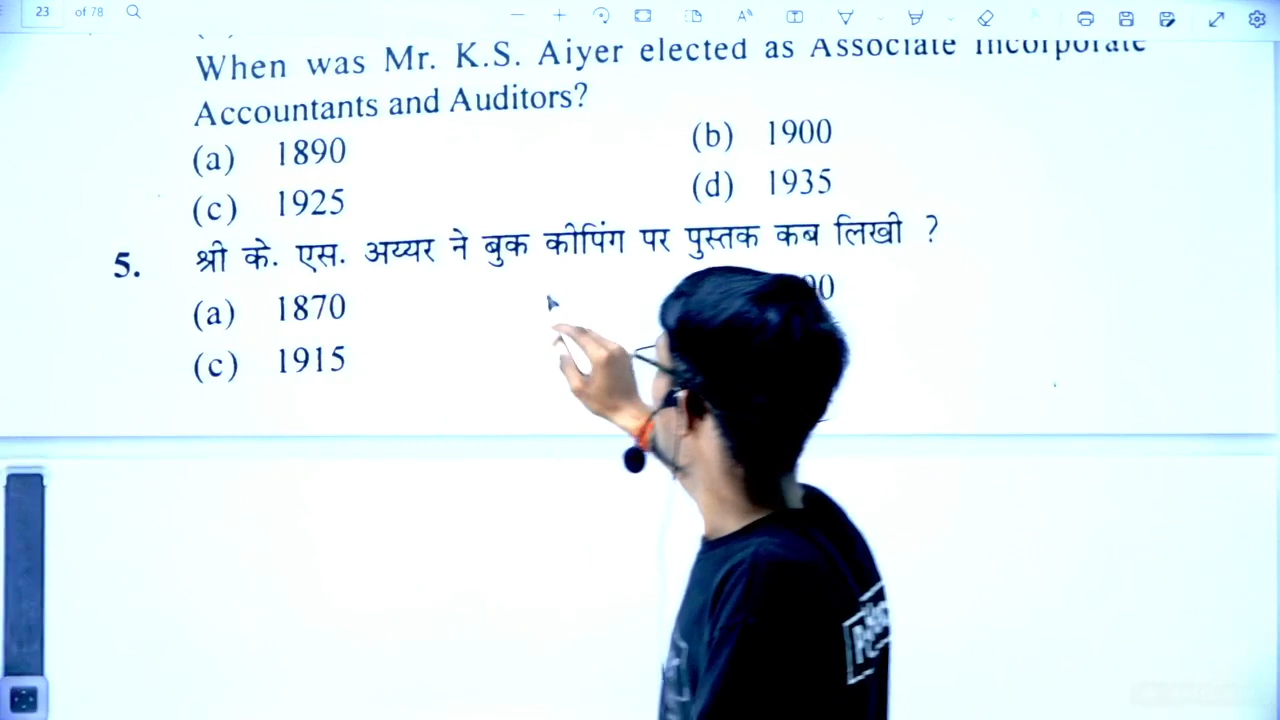 23 of 78
When was Mr. K.S. Aiyer elected as Associate Incorporate
Accountants and Auditors?
(a) 1890 (b) 1900
(c) 1925 (d) 1935
5. श्री के. एस. अय्यर ने बुक कीपिंग पर पुस्तक कब लिखी ?
(a) 1870
(c) 1915